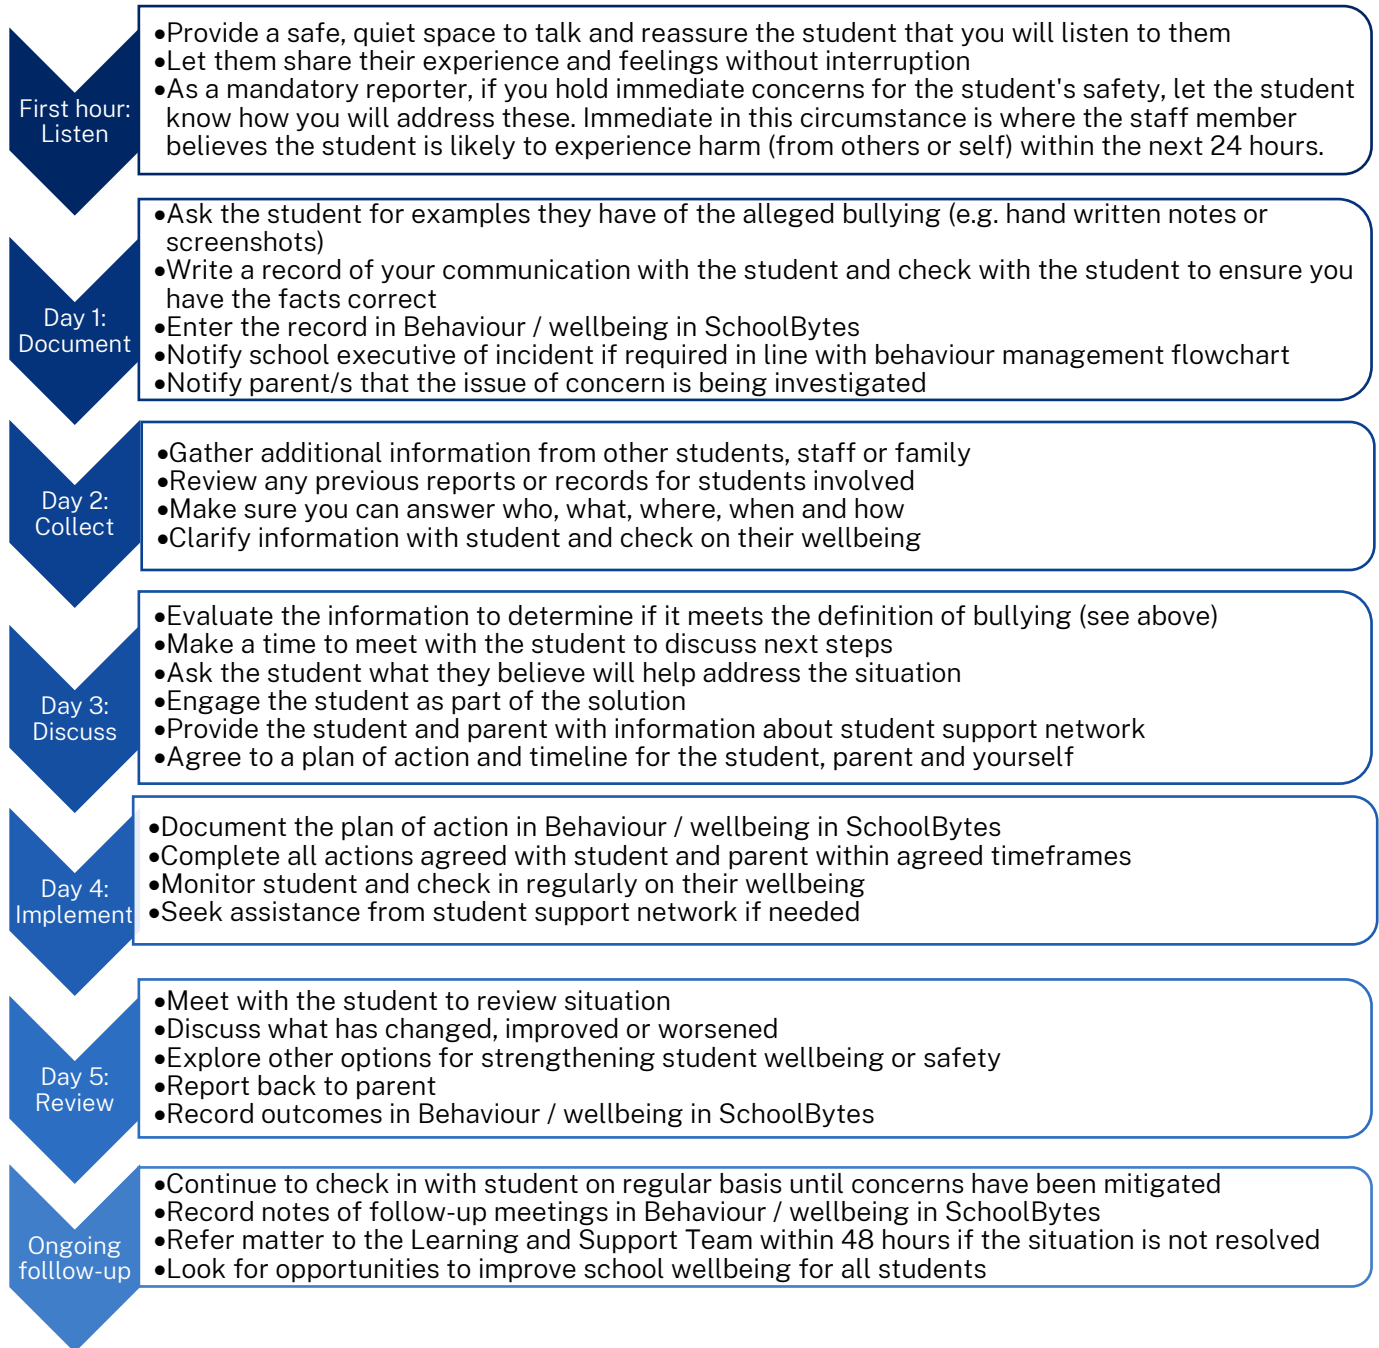 First hour:
Listen
•Provide a safe, quiet space to talk and reassure the student that you will listen to them
•Let them share their experience and feelings without interruption
•As a mandatory reporter, if you hold immediate concerns for the student's safety, let the student
know how you will address these. Immediate in this circumstance is where the staff member
believes the student is likely to experience harm (from others or self) within the next 24 hours.
Day 1:
Document
•Ask the student for examples they have of the alleged bullying (e.g. hand written notes or
screenshots)
•Write a record of your communication with the student and check with the student to ensure you
have the facts correct
•Enter the record in Behaviour / wellbeing in SchoolBytes
•Notify school executive of incident if required in line with behaviour management flowchart
•Notify parent/s that the issue of concern is being investigated
Day 2:
Collect
•Gather additional information from other students, staff or family
•Review any previous reports or records for students involved
•Make sure you can answer who, what, where, when and how
•Clarify information with student and check on their wellbeing
Day 3:
Discuss
•Evaluate the information to determine if it meets the definition of bullying (see above)
•Make a time to meet with the student to discuss next steps
•Ask the student what they believe will help address the situation
•Engage the student as part of the solution
•Provide the student and parent with information about student support network
•Agree to a plan of action and timeline for the student, parent and yourself
Day 4:
Implement
•Document the plan of action in Behaviour / wellbeing in SchoolBytes
•Complete all actions agreed with student and parent within agreed timeframes
•Monitor student and check in regularly on their wellbeing
•Seek assistance from student support network if needed
Day 5:
Review
•Meet with the student to review situation
•Discuss what has changed, improved or worsened
•Explore other options for strengthening student wellbeing or safety
•Report back to parent
•Record outcomes in Behaviour / wellbeing in SchoolBytes
Ongoing
folllow-up
•Continue to check in with student on regular basis until concerns have been mitigated
•Record notes of follow-up meetings in Behaviour / wellbeing in SchoolBytes
•Refer matter to the Learning and Support Team within 48 hours if the situation is not resolved
•Look for opportunities to improve school wellbeing for all students